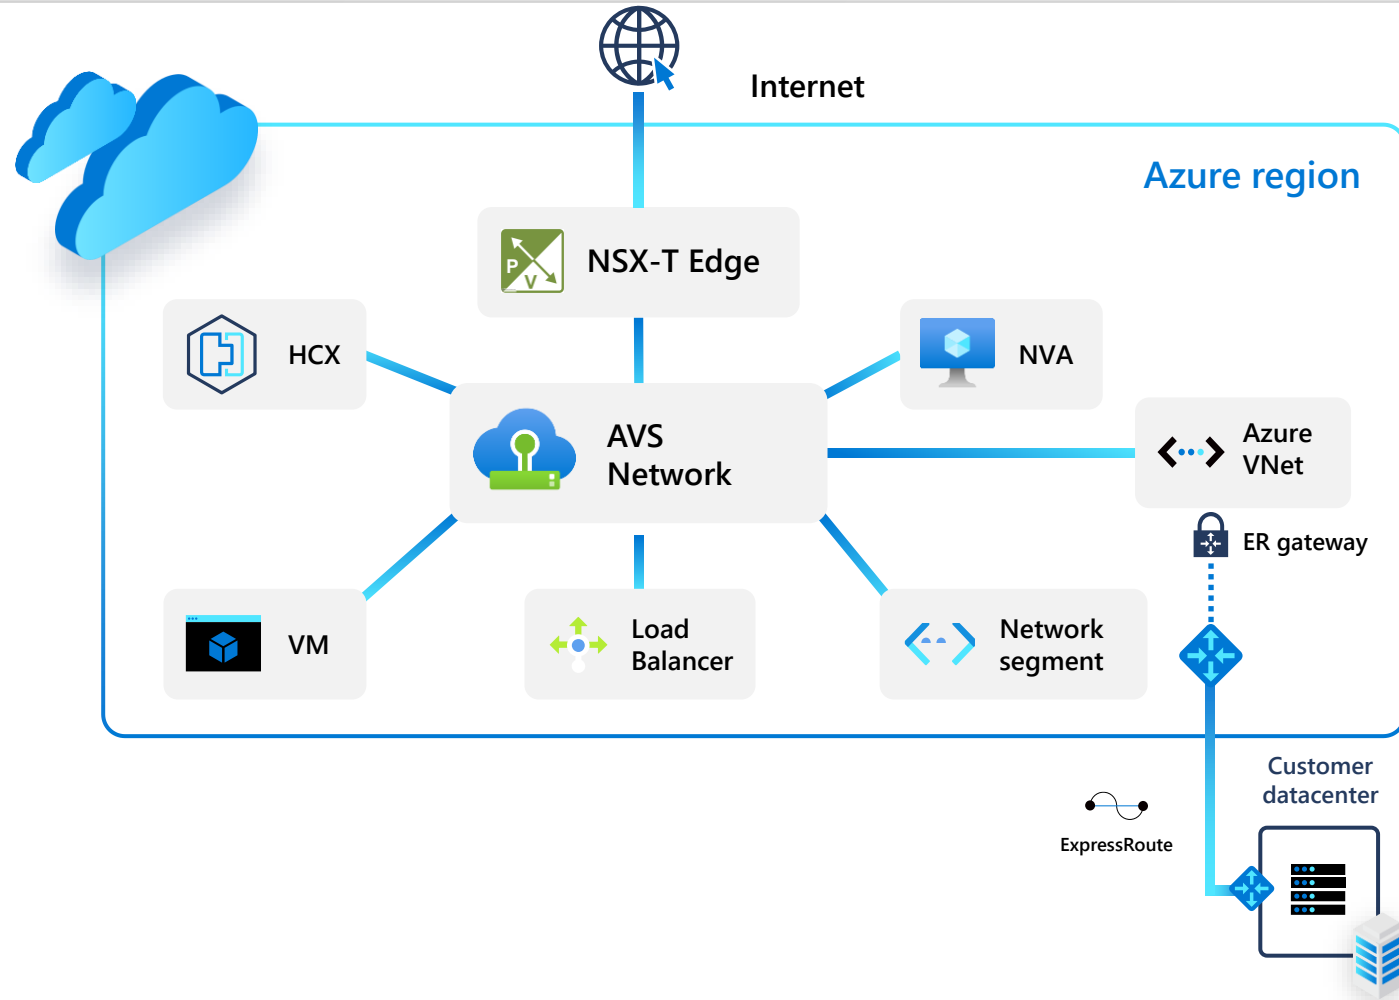 Internet
Azure region
P
V
NSX-T Edge
HCX
NVA
AVS
Network
Azure
VNet
ER gateway
VM
Load
Balancer
Network
segment
Customer
datacenter
ExpressRoute